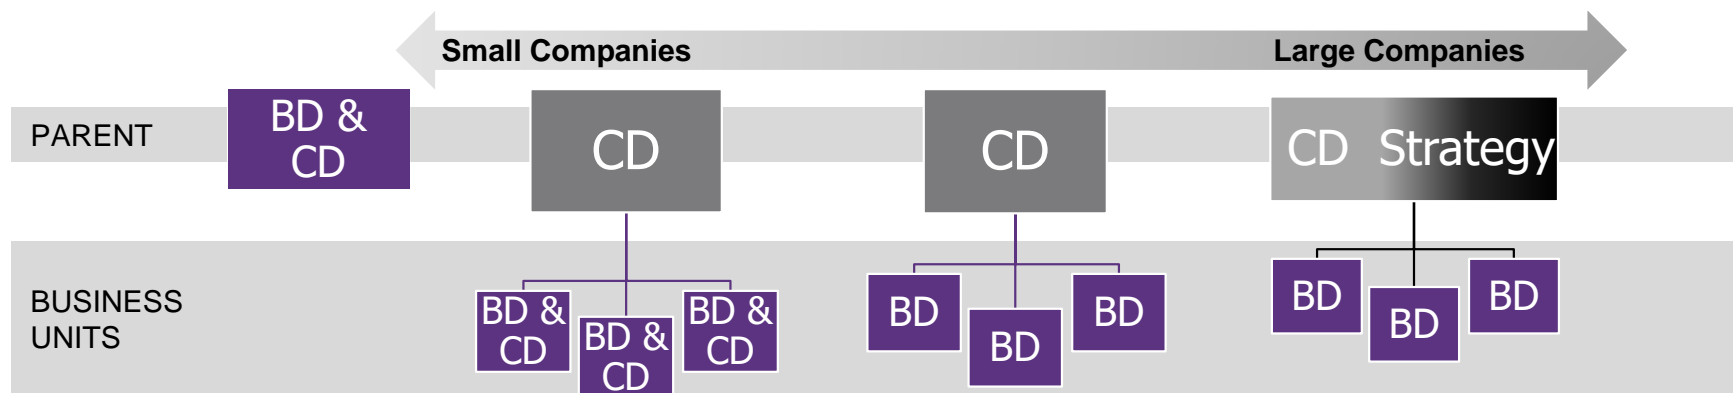 Small Companies
Large Companies
PARENT
BD &
CD
CD
CD
CD Strategy
BUSINESS
UNITS
BD &
CD
BD &
CD
BD &
CD
BD
BD
BD
BD
BD
BD